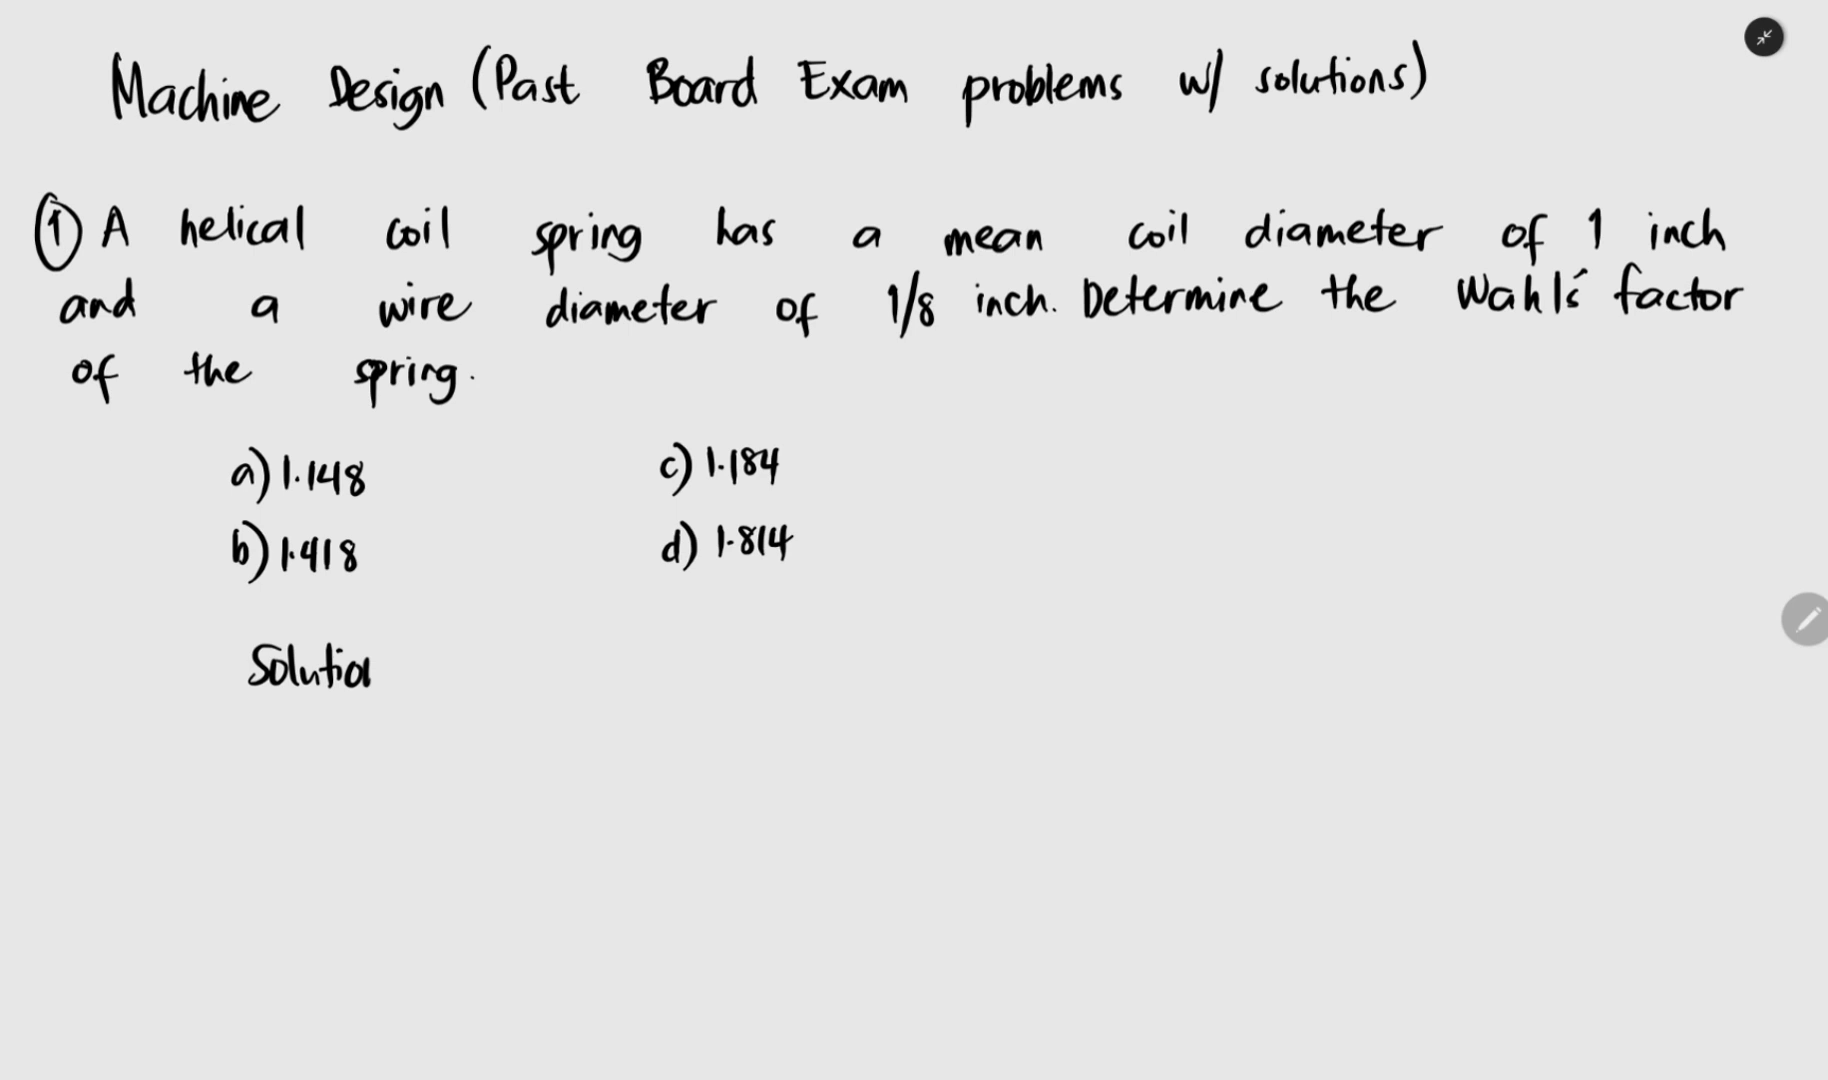 Machine Design (Past Board Exam problems w/ solutions)
① A helical coil spring has a mean coil diameter of 1 inch
and a wire diameter of 1/8 inch. Determine the Wahl's factor
of the spring.
a) 1.148 c) 1.184
b) 1.418 d) 1.814
Solutio